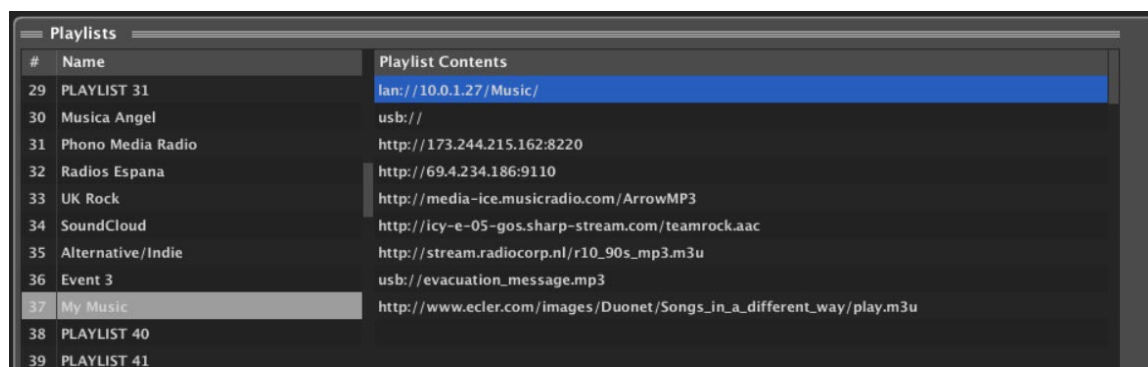 Playlists
# Name Playlist Contents
29 PLAYLIST 31 lan://10.0.1.27/Music/
30 Musica Angel usb://
31 Phono Media Radio http://173.244.215.162:8220
32 Radios Espana http://69.4.234.186:9110
33 UK Rock http://media-ice.musicradio.com/ArrowMP3
34 SoundCloud http://icy-e-05-gos.sharp-stream.com/teamrock.aac
35 Alternative/Indie http://stream.radiocorp.nl/r10_90s_mp3.m3u
36 Event 3 usb://evacuation_message.mp3
37 My Music http://www.ecler.com/images/Duonet/Songs_in_a_different_way/play.m3u
38 PLAYLIST 40
39 PLAYLIST 41